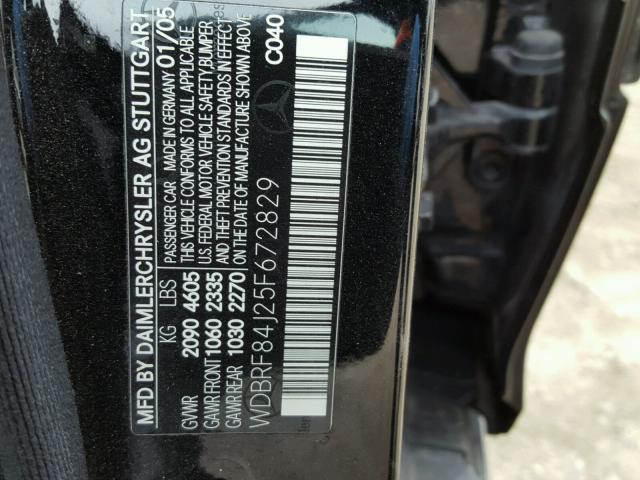 MFD BY DAIMLERCHRYSLER AG STUTTGART
PASSENGER CAR MADE IN GERMANY 01/05
KG LBS THIS VEHICLE CONFORMS TO ALL APPLICABLE
GVWR 2090 4605 U.S. FEDERAL MOTOR VEHICLE SAFETY, BUMPER
GAWR FRONT 1060 2335 AND THEFT PREVENTION STANDARDS IN EFFECT
GAWR REAR 1030 2270 ON THE DATE OF MANUFACTURE SHOWN ABOVE
WDBRF84J25F672829
C040